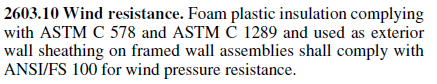 2603.10 Wind resistance. Foam plastic insulation complying
with ASTM C 578 and ASTM C 1289 and used as exterior
wall sheathing on framed wall assemblies shall comply with
ANSI/FS 100 for wind pressure resistance.